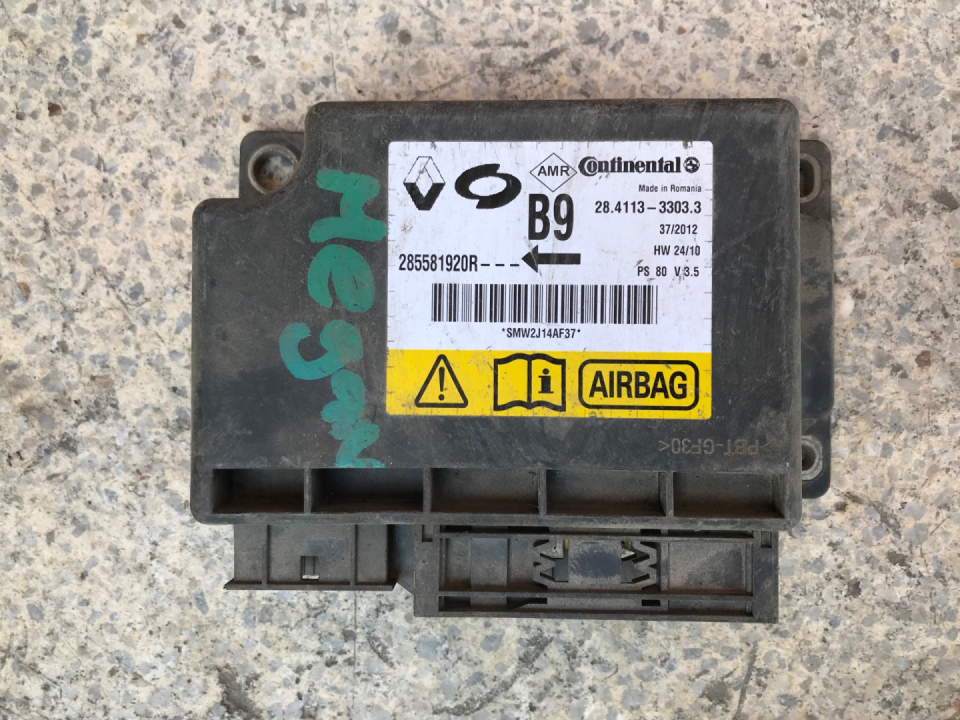 AMR
Continental
Made in Romania
B9
28.4113-3303.3
37/2012
HW 24/10
285581920R---
PS 80 V 3.5
*SMW2J14AF37*
AIRBAG
>PBT-GF30<
Megan